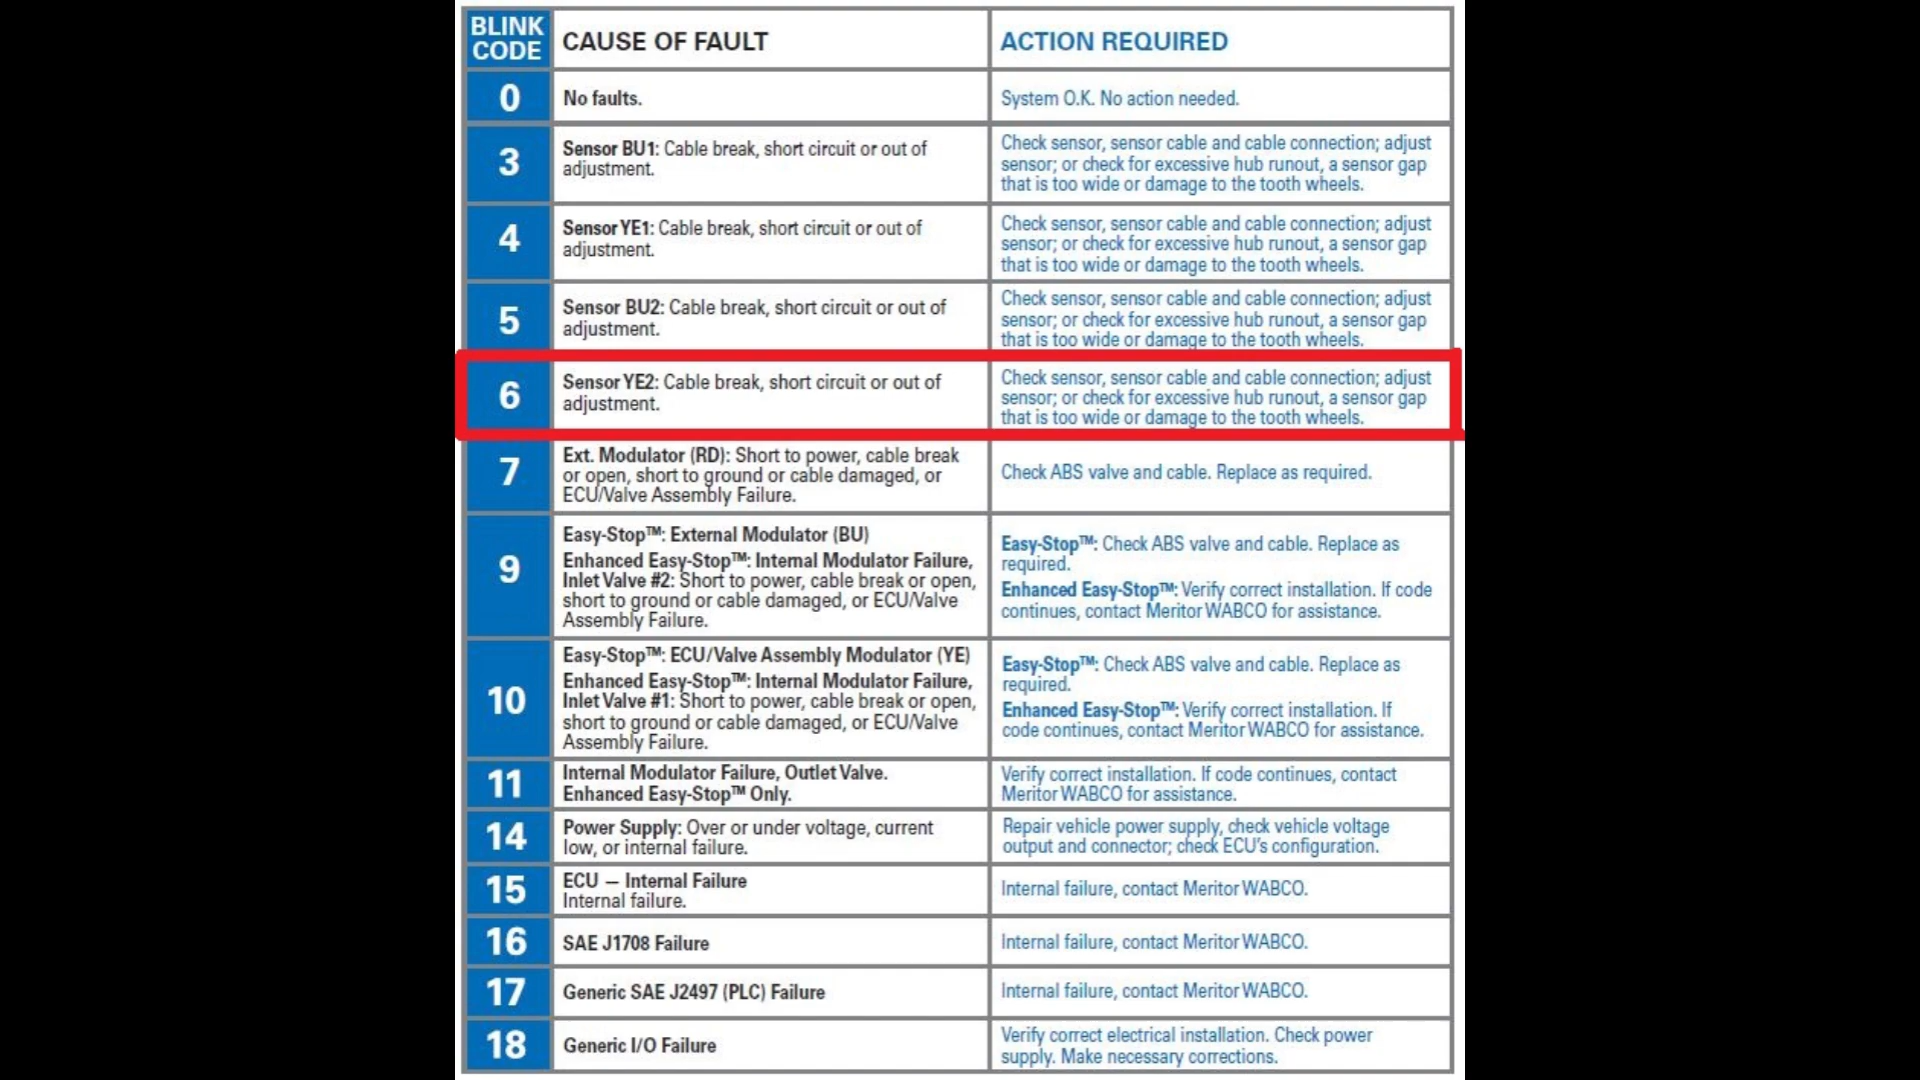 BLINK
CODE
CAUSE OF FAULT
ACTION REQUIRED
0
No faults.
System O.K. No action needed.
3
Sensor BU1: Cable break, short circuit or out of
adjustment.
Check sensor, sensor cable and cable connection; adjust
sensor; or check for excessive hub runout, a sensor gap
that is too wide or damage to the tooth wheels.
4
Sensor YE1: Cable break, short circuit or out of
adjustment.
Check sensor, sensor cable and cable connection; adjust
sensor; or check for excessive hub runout, a sensor gap
that is too wide or damage to the tooth wheels.
5
Sensor BU2: Cable break, short circuit or out of
adjustment.
Check sensor, sensor cable and cable connection; adjust
sensor; or check for excessive hub runout, a sensor gap
that is too wide or damage to the tooth wheels.
6
Sensor YE2: Cable break, short circuit or out of
adjustment.
Check sensor, sensor cable and cable connection; adjust
sensor; or check for excessive hub runout, a sensor gap
that is too wide or damage to the tooth wheels.
7
Ext. Modulator (RD): Short to power, cable break
or open, short to ground or cable damaged, or
ECU/Valve Assembly Failure.
Check ABS valve and cable. Replace as required.
9
Easy-Stop™: External Modulator (BU)
Enhanced Easy-Stop™: Internal Modulator Failure,
Inlet Valve #2: Short to power, cable break or open,
short to ground or cable damaged, or ECU/Valve
Assembly Failure.
Easy-Stop™: Check ABS valve and cable. Replace as
required.
Enhanced Easy-Stop™: Verify correct installation. If code
continues, contact Meritor WABCO for assistance.
10
Easy-Stop™: ECU/Valve Assembly Modulator (YE)
Enhanced Easy-Stop™: Internal Modulator Failure,
Inlet Valve #1: Short to power, cable break or open,
short to ground or cable damaged, or ECU/Valve
Assembly Failure.
Easy-Stop™: Check ABS valve and cable. Replace as
required.
Enhanced Easy-Stop™: Verify correct installation. If
code continues, contact Meritor WABCO for assistance.
11
Internal Modulator Failure, Outlet Valve.
Enhanced Easy-Stop™ Only.
Verify correct installation. If code continues, contact
Meritor WABCO for assistance.
14
Power Supply: Over or under voltage, current
low, or internal failure.
Repair vehicle power supply, check vehicle voltage
output and connector; check ECU's configuration.
15
ECU — Internal Failure
Internal failure.
Internal failure, contact Meritor WABCO.
16
SAE J1708 Failure
Internal failure, contact Meritor WABCO.
17
Generic SAE J2497 (PLC) Failure
Internal failure, contact Meritor WABCO.
18
Generic I/O Failure
Verify correct electrical installation. Check power
supply. Make necessary corrections.